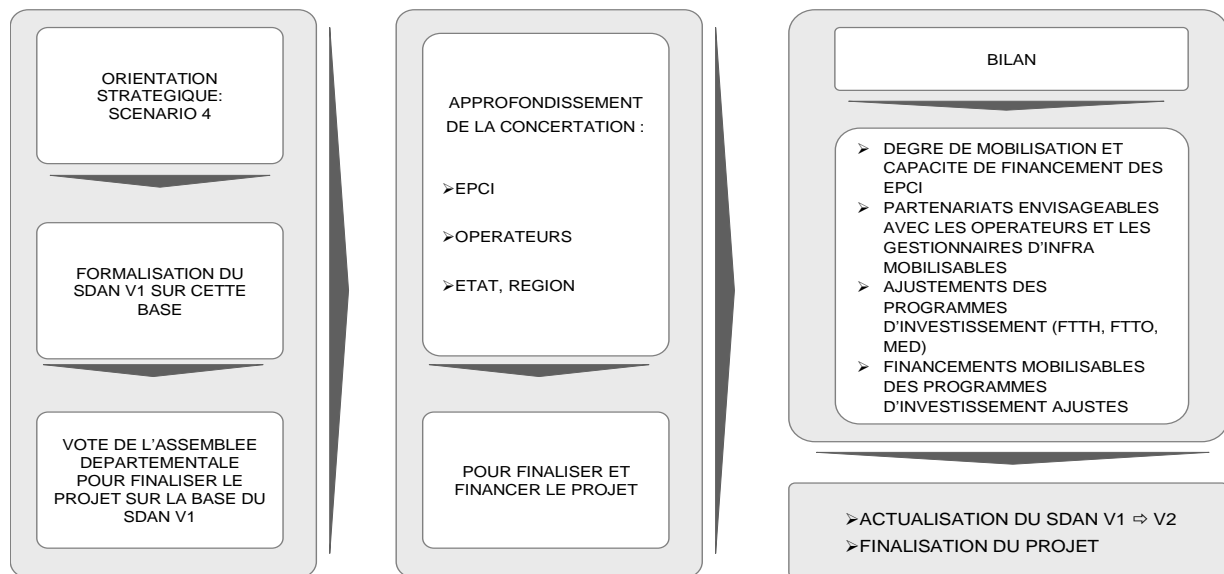 ORIENTATION
STRATEGIQUE:
SCENARIO 4
FORMALISATION DU
SDAN V1 SUR CETTE
BASE
VOTE DE L'ASSEMBLEE
DEPARTEMENTALE
POUR FINALISER LE
PROJET SUR LA BASE DU
SDAN V1
APPROFONDISSEMENT
DE LA CONCERTATION :
➢EPCI
➢OPERATEURS
➢ETAT, REGION
POUR FINALISER ET
FINANCER LE PROJET
BILAN
➢ DEGRE DE MOBILISATION ET
CAPACITE DE FINANCEMENT DES
EPCI
➢ PARTENARIATS ENVISAGEABLES
AVEC LES OPERATEURS ET LES
GESTIONNAIRES D'INFRA
MOBILISABLES
➢ AJUSTEMENTS DES
PROGRAMMES
D'INVESTISSEMENT (FTTH, FTTO,
MED)
➢ FINANCEMENTS MOBILISABLES
DES PROGRAMMES
D'INVESTISSEMENT AJUSTES
➢ACTUALISATION DU SDAN V1 ⇨ V2
➢FINALISATION DU PROJET